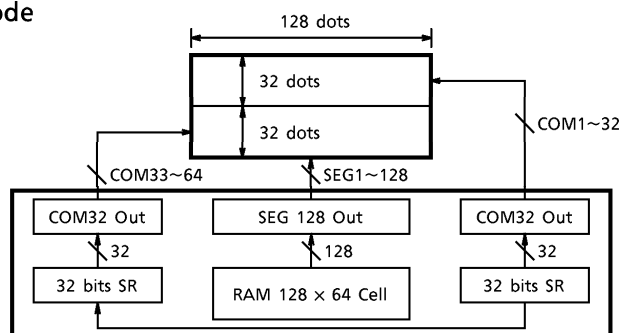 ode
128 dots
32 dots
32 dots
COM1~32
COM33~64
SEG1~128
COM32 Out
SEG 128 Out
COM32 Out
32
128
32
32 bits SR
RAM 128 × 64 Cell
32 bits SR